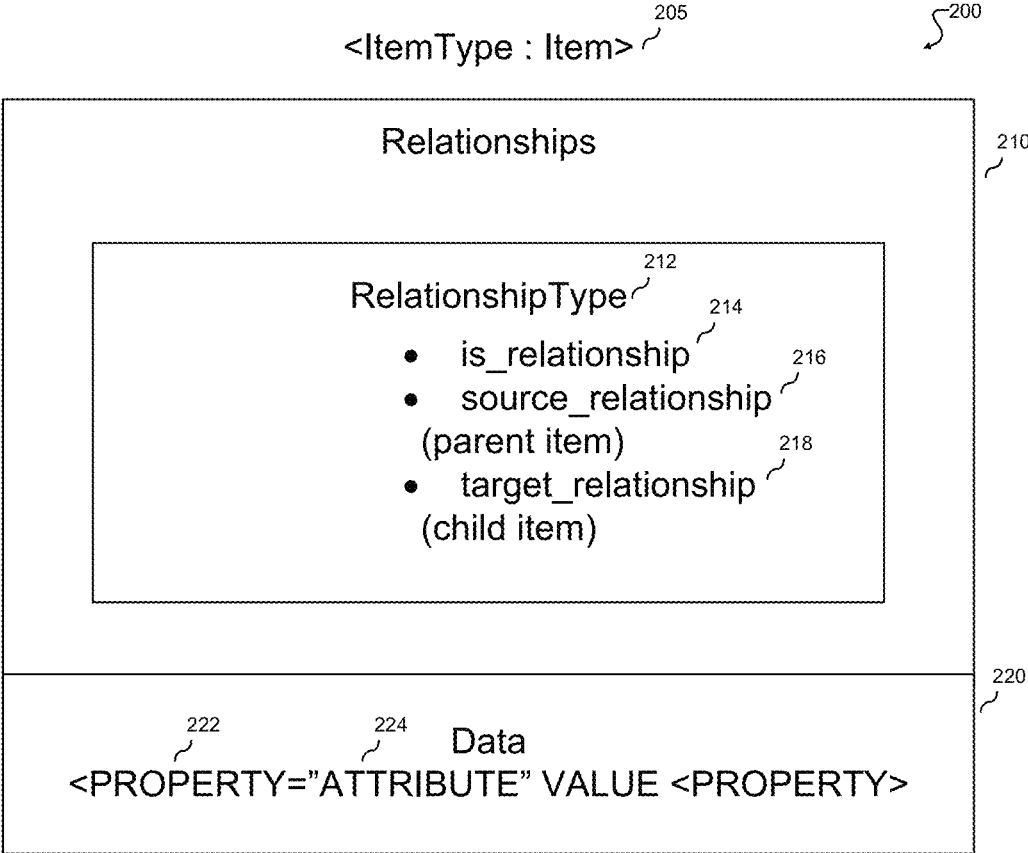 200
<ItemType : Item> 205
Relationships
210
RelationshipType 212
• is_relationship 214
• source_relationship 216
(parent item)
• target_relationship 218
(child item)
220
222 224
Data
<PROPERTY=”ATTRIBUTE” VALUE <PROPERTY>